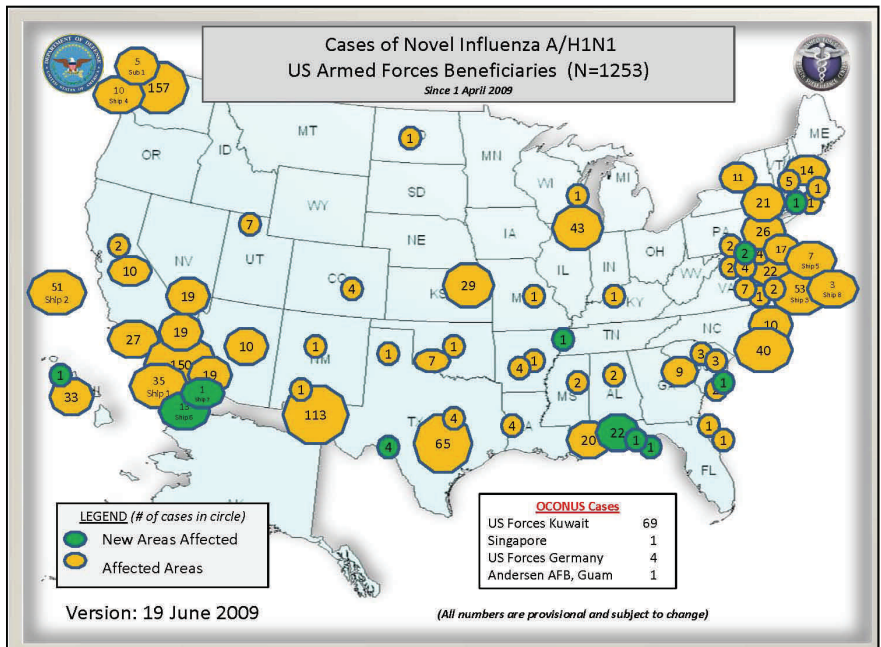 Cases of Novel Influenza A/H1N1
US Armed Forces Beneficiaries (N=1253)
Since 1 April 2009
DEPARTMENT OF DEFENSE
5
Sub 1
10
Ship 4
157
MT
1
MN
ME
OR
ID
WI
MI
VT
11
5
14
1
SD
WY
1
21
1
1
7
NE
IA
43
PA
26
2
NV
UT
OH
2
2
4
17
7
Ship 5
10
IL
IN
WV
2
4
22
51
Ship 2
CO
4
KS
29
VA
7
1
2
53
Ship 3
3
Ship 8
19
1
1
KY
27
19
10
1
NM
1
1
TN
NC
10
150
1
7
4
1
3
3
40
35
Ship 1
19
1
Ship 7
13
Ship 6
1
33
HI
1
113
2
MS
2
AL
9
GA
1
2
TX
4
65
4
4
LA
20
22
1
1
1
1
FL
LEGEND (# of cases in circle)
New Areas Affected
Affected Areas
OCONUS Cases
US Forces Kuwait 69
Singapore 1
US Forces Germany 4
Andersen AFB, Guam 1
Version: 19 June 2009
(All numbers are provisional and subject to change)